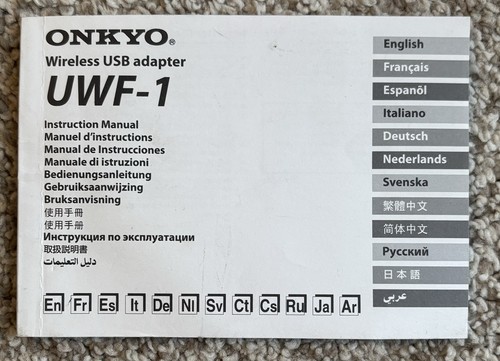 ONKYO®
Wireless USB adapter
UWF-1
Instruction Manual
Manuel d'instructions
Manual de Instrucciones
Manuale di istruzioni
Bedienungsanleitung
Gebruiksaanwijzing
Bruksanvisning
使用手冊
使用手册
Инструкция по эксплуатации
取扱説明書
دليل التعليمات
English
Français
Espanõl
Italiano
Deutsch
Nederlands
Svenska
繁體中文
简体中文
Русский
日本語
عربي
En Fr Es It De Nl Sv Ct Cs Ru Ja Ar